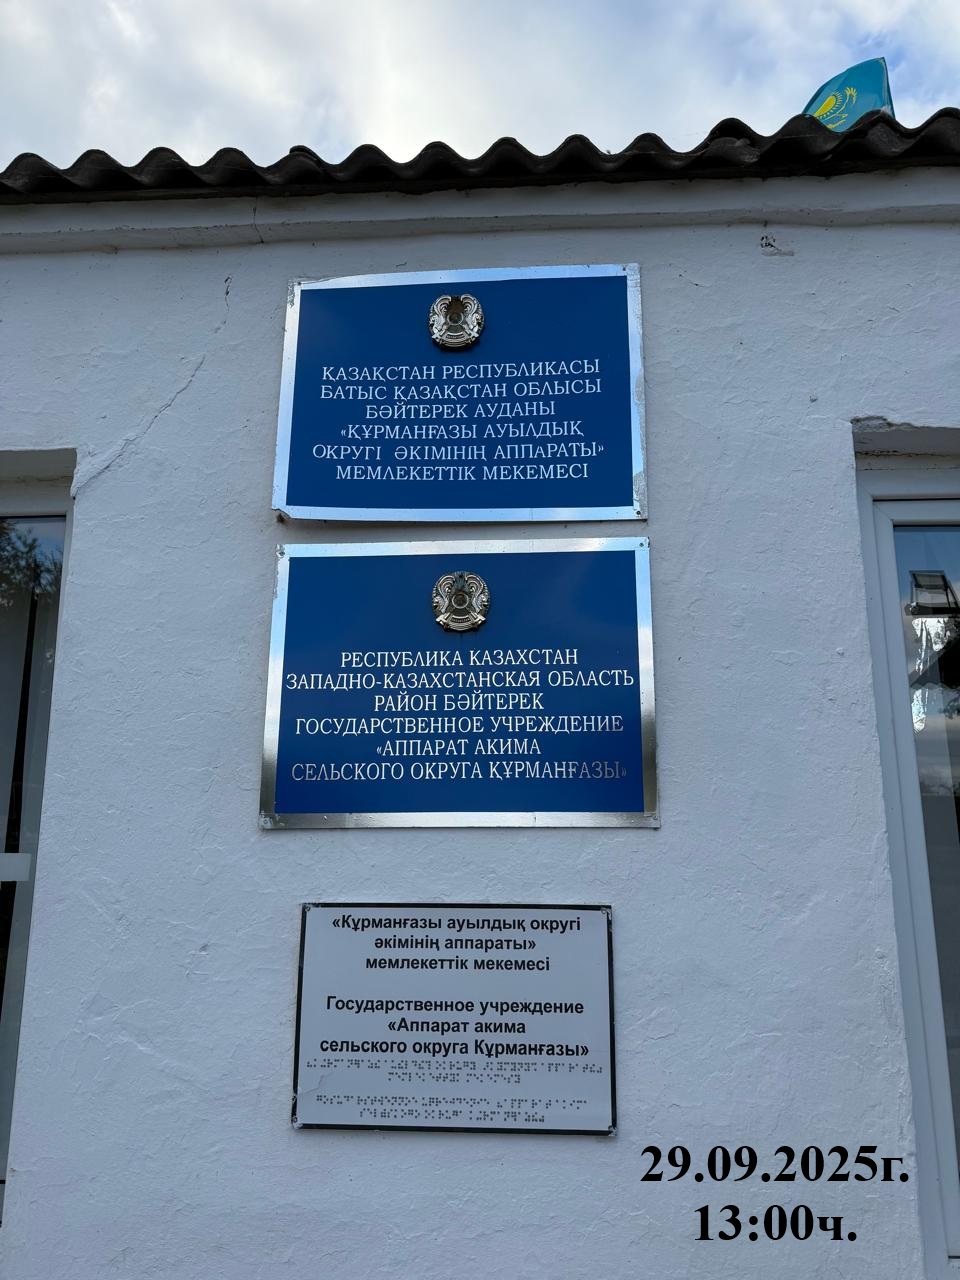 ҚАЗАҚСТАН РЕСПУБЛИКАСЫ
БАТЫС ҚАЗАҚСТАН ОБЛЫСЫ
БӘЙТЕРЕК АУДАНЫ
«ҚҰРМАНҒАЗЫ АУЫЛДЫҚ
ОКРУГІ ӘКІМІНІҢ АППАРАТЫ»
МЕМЛЕКЕТТІК МЕКЕМЕСІ
РЕСПУБЛИКА КАЗАХСТАН
ЗАПАДНО-КАЗАХСТАНСКАЯ ОБЛАСТЬ
РАЙОН БӘЙТЕРЕК
ГОСУДАРСТВЕННОЕ УЧРЕЖДЕНИЕ
«АППАРАТ АКИМА
СЕЛЬСКОГО ОКРУГА ҚҰРМАНҒАЗЫ»
«Құрманғазы ауылдық округі
әкімінің аппараты»
мемлекеттік мекемесі
Государственное учреждение
«Аппарат акима
сельского округа Құрманғазы»
29.09.2025г.
13:00ч.